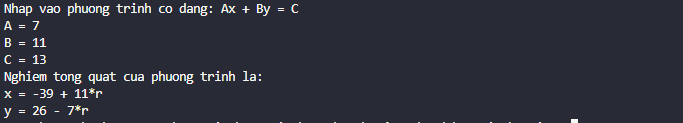 Nhap vao phuong trinh co dang: Ax + By = C
A = 7
B = 11
C = 13
Nghiem tong quat cua phuong trinh la:
x = -39 + 11*r
y = 26 - 7*r